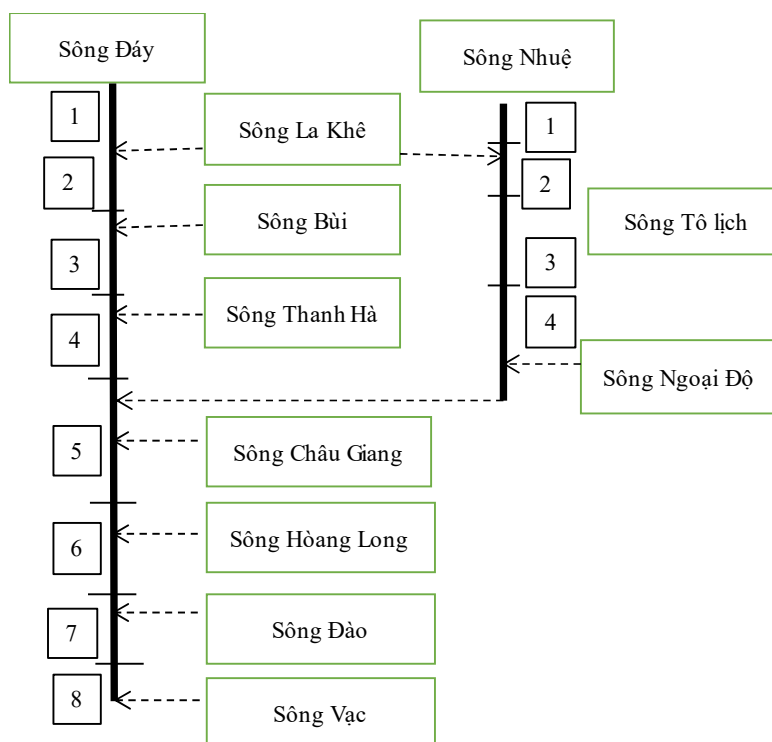 Sông Đáy
Sông Nhuệ
1
Sông La Khê
1
2
2
Sông Bùi
Sông Tô lịch
3
3
Sông Thanh Hà
4
4
Sông Ngoại Độ
5
Sông Châu Giang
6
Sông Hòang Long
7
Sông Đào
8
Sông Vạc